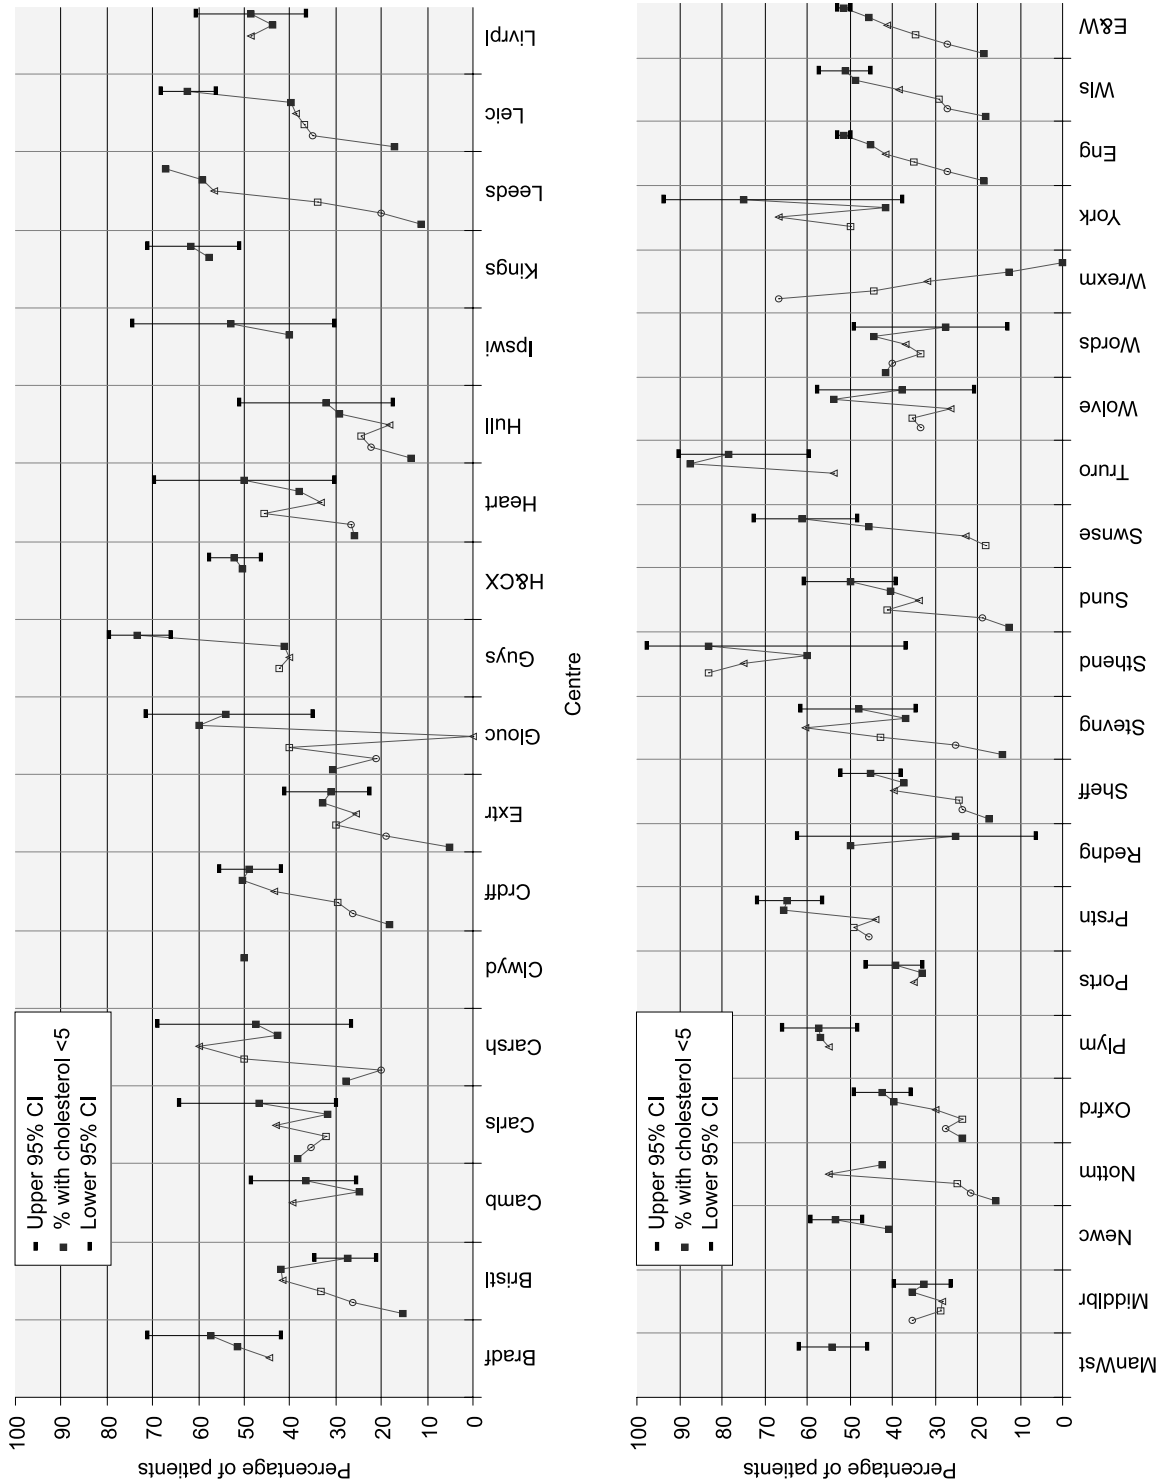 100
90
80
70
60
50
40
30
20
10
0
Percentage of patients
Upper 95% CI
% with cholesterol <5
Lower 95% CI
Bradf
Bristl
Camb
Carls
Carsh
Clwyd
Crdff
Extr
Glouc
Guys
H&CX
Heart
Hull
Ipswi
Kings
Leeds
Leic
Livrpl
Centre
100
90
80
70
60
50
40
30
20
10
0
Percentage of patients
Upper 95% CI
% with cholesterol <5
Lower 95% CI
ManWst
Middlbr
Newc
Nottm
Oxfrd
Plym
Ports
Prstn
Redng
Sheff
Stevng
Sthend
Sund
Swnse
Truro
Wolve
Words
Wrexm
York
Eng
Wls
E&W